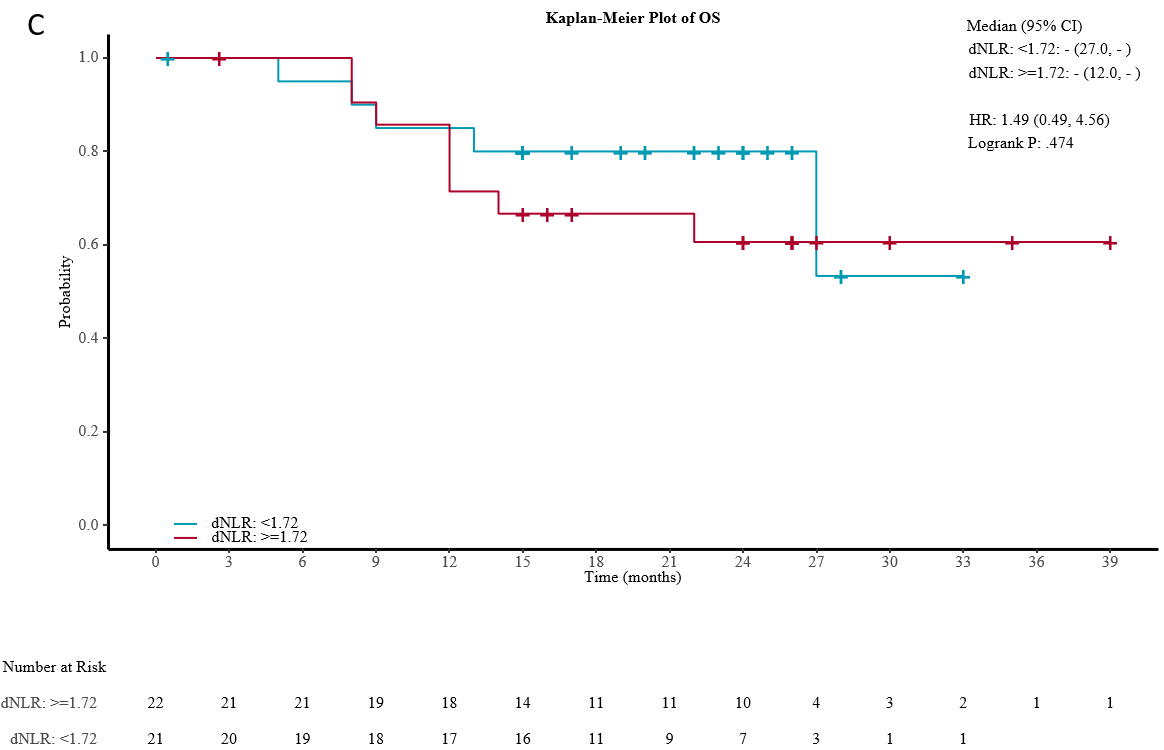 C
Kaplan-Meier Plot of OS
Median (95% CI)
dNLR: <1.72: - (27.0, - )
dNLR: >=1.72: - (12.0, - )
HR: 1.49 (0.49, 4.56)
Logrank P: .474
1.0
0.8
0.6
0.4
0.2
0.0
Probability
dNLR: <1.72
dNLR: >=1.72
0 3 6 9 12 15 18 21 24 27 30 33 36 39
Time (months)
Number at Risk
dNLR: >=1.72 22 21 21 19 18 14 11 11 10 4 3 2 1 1
dNLR: <1.72 21 20 19 18 17 16 11 9 7 3 1 1